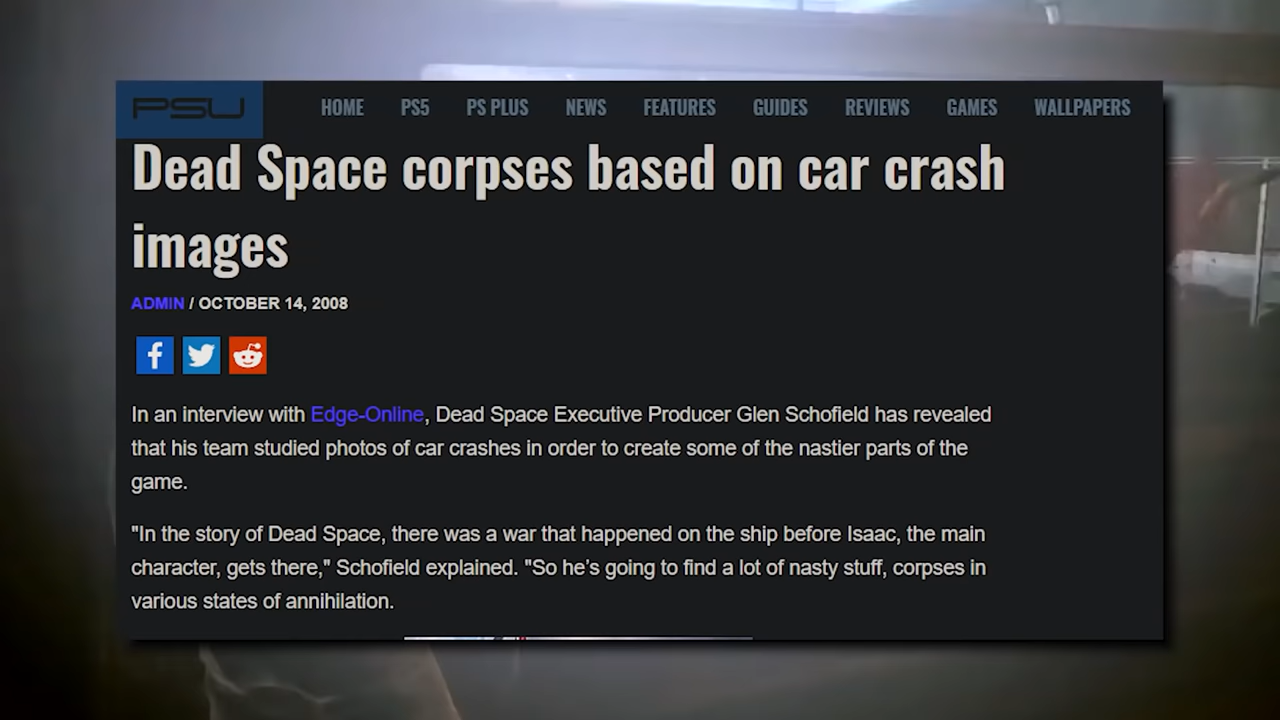 PSU HOME PS5 PS PLUS NEWS FEATURES GUIDES REVIEWS GAMES WALLPAPERS
Dead Space corpses based on car crash
images
ADMIN / OCTOBER 14, 2008
In an interview with Edge-Online, Dead Space Executive Producer Glen Schofield has revealed
that his team studied photos of car crashes in order to create some of the nastier parts of the
game.
"In the story of Dead Space, there was a war that happened on the ship before Isaac, the main
character, gets there," Schofield explained. "So he's going to find a lot of nasty stuff, corpses in
various states of annihilation.